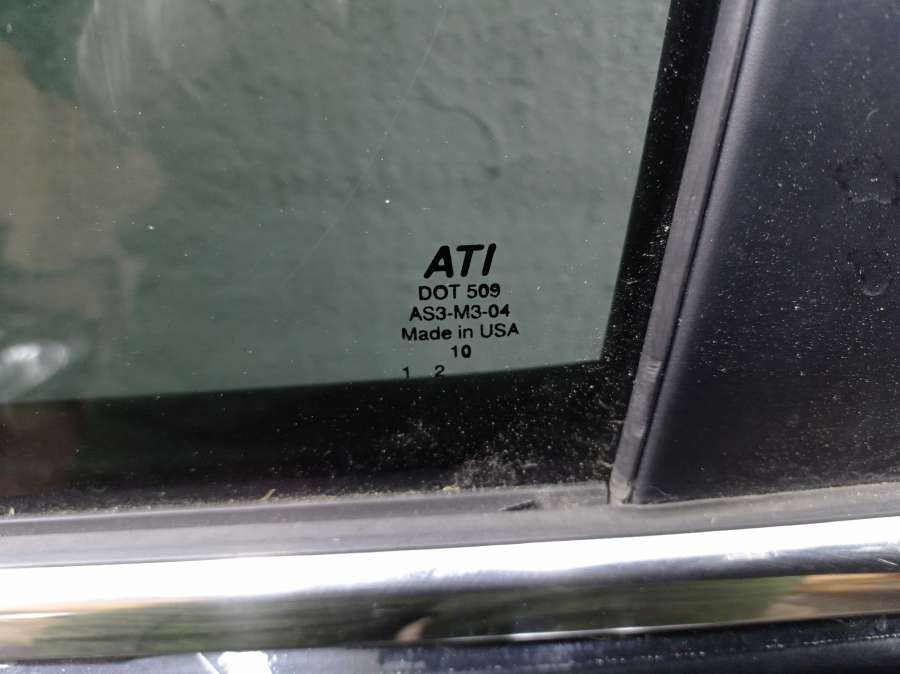 ATI
DOT 509
AS3-M3-04
Made in USA
10
1 2